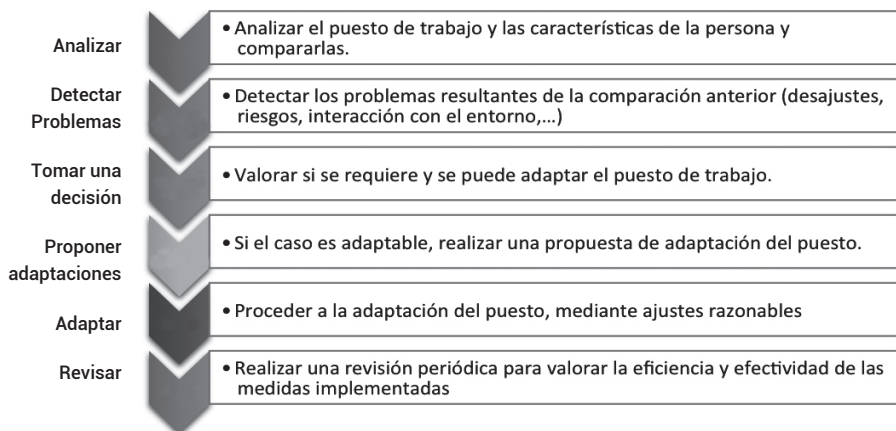 Analizar
• Analizar el puesto de trabajo y las características de la persona y
compararlas.
Detectar
Problemas
• Detectar los problemas resultantes de la comparación anterior (desajustes,
riesgos, interacción con el entorno,...)
Tomar una
decisión
• Valorar si se requiere y se puede adaptar el puesto de trabajo.
Proponer
adaptaciones
• Si el caso es adaptable, realizar una propuesta de adaptación del puesto.
Adaptar
• Proceder a la adaptación del puesto, mediante ajustes razonables
Revisar
• Realizar una revisión periódica para valorar la eficiencia y efectividad de las
medidas implementadas